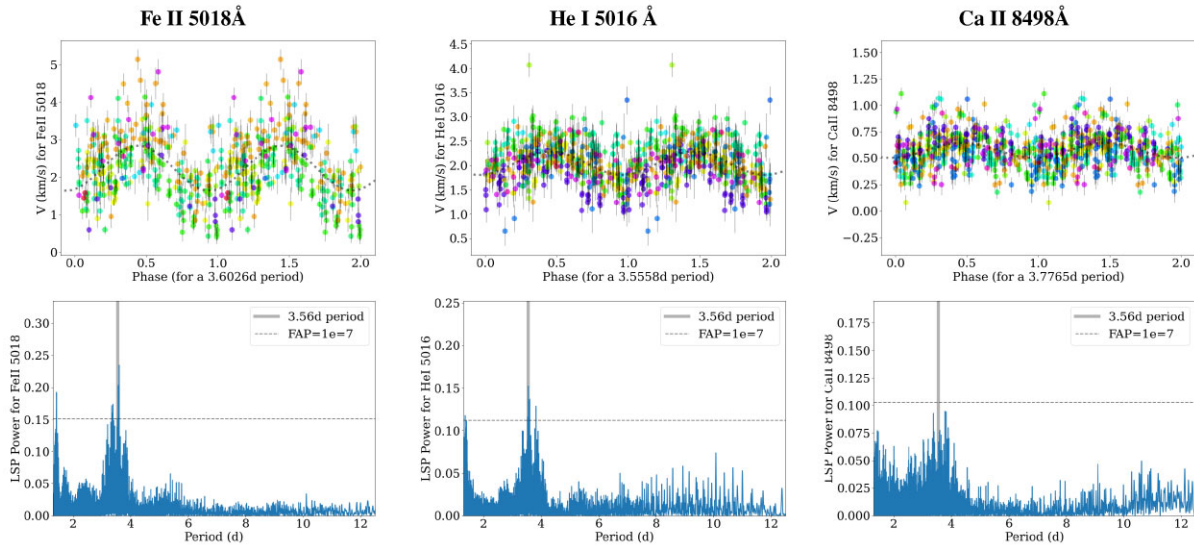 Fe II 5018Å
He I 5016 Å
Ca II 8498Å
V (km/s) for FeII 5018
5
4
3
2
1
0.0 0.5 1.0 1.5 2.0
Phase (for a 3.6026d period)
V (km/s) for HeI 5016
4.5
4.0
3.5
3.0
2.5
2.0
1.5
1.0
0.5
0.0 0.5 1.0 1.5 2.0
Phase (for a 3.5558d period)
V (km/s) for CaII 8498
1.50
1.25
1.00
0.75
0.50
0.25
0.00
−0.25
0.0 0.5 1.0 1.5 2.0
Phase (for a 3.7765d period)
LSP Power for FeII 5018
0.30
0.25
0.20
0.15
0.10
0.05
0.00
3.56d period
FAP=1e=7
2 4 6 8 10 12
Period (d)
LSP Power for HeI 5016
0.25
0.20
0.15
0.10
0.05
0.00
3.56d period
FAP=1e=7
2 4 6 8 10 12
Period (d)
LSP Power for CaII 8498
0.175
0.150
0.125
0.100
0.075
0.050
0.025
0.000
3.56d period
FAP=1e=7
2 4 6 8 10 12
Period (d)